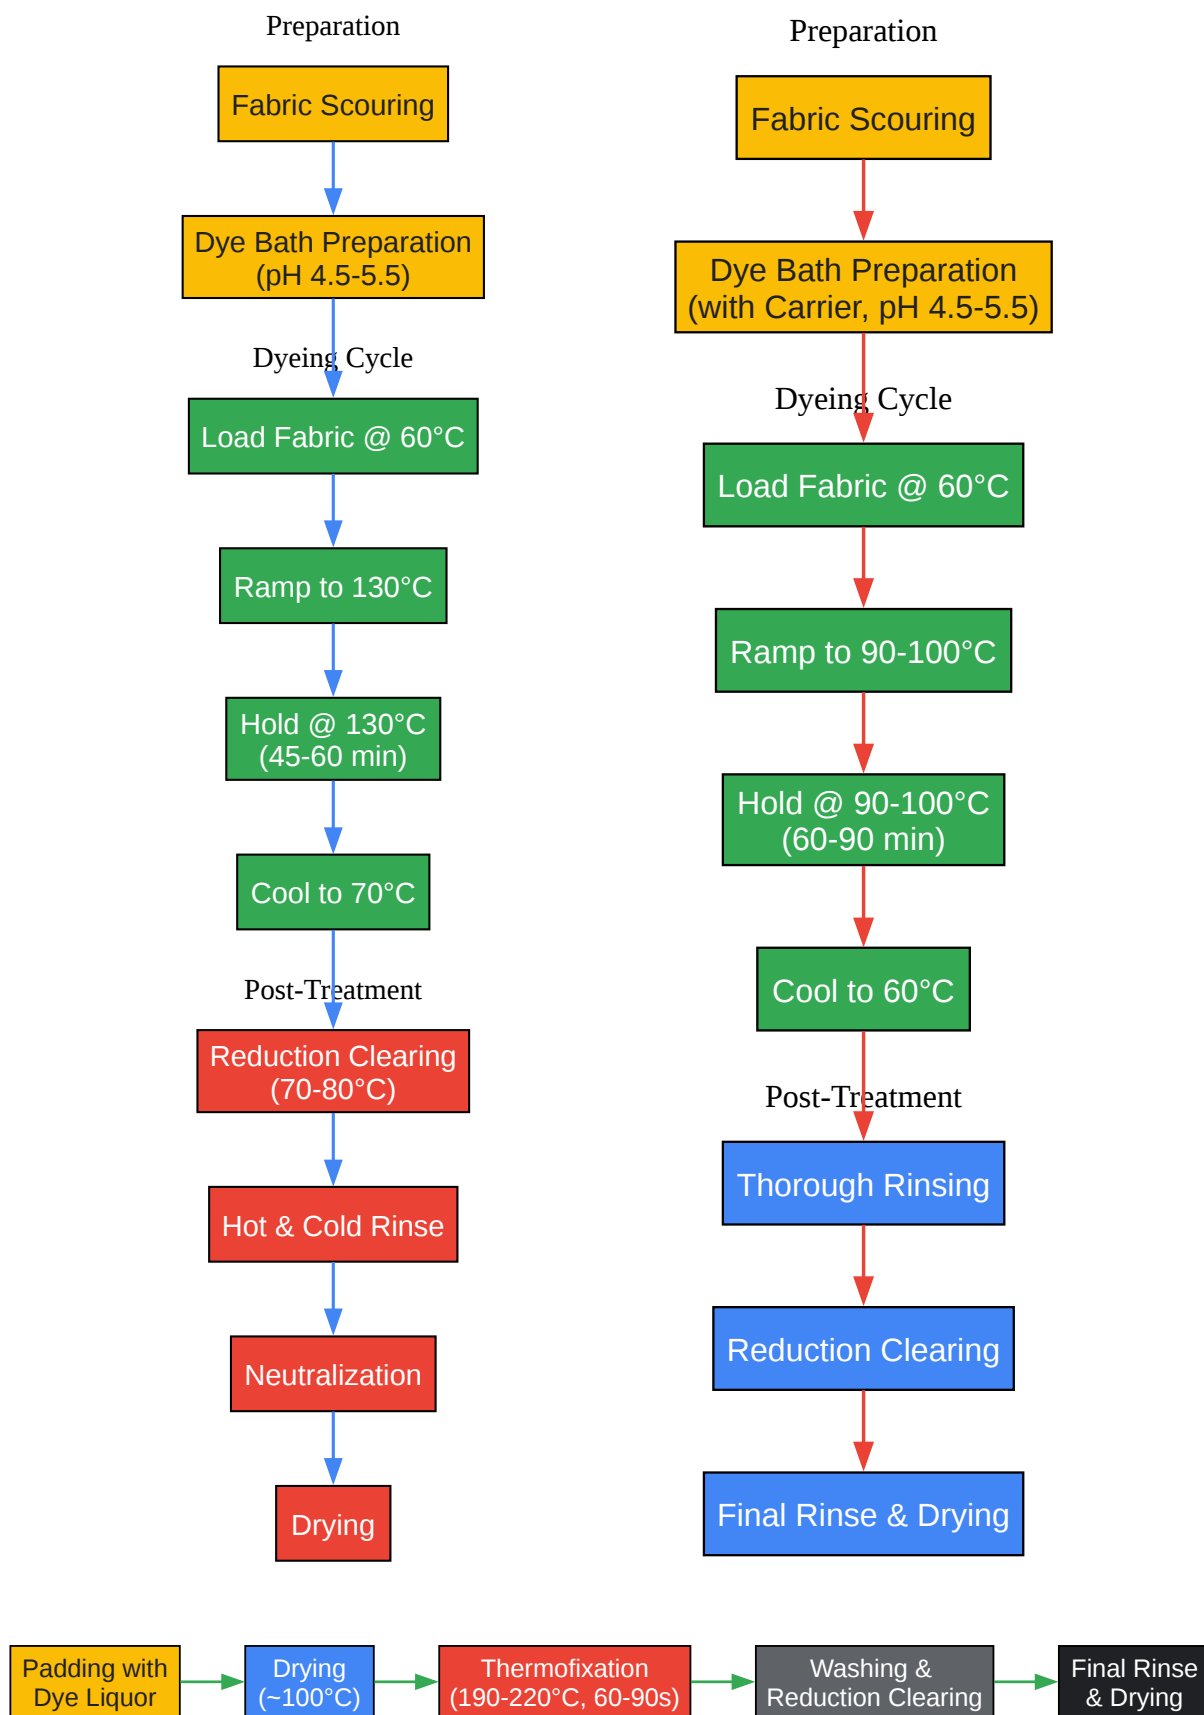 Preparation
Fabric Scouring
Dye Bath Preparation
(pH 4.5-5.5)
Dyeing Cycle
Load Fabric @ 60°C
Ramp to 130°C
Hold @ 130°C
(45-60 min)
Cool to 70°C
Post-Treatment
Reduction Clearing
(70-80°C)
Hot & Cold Rinse
Neutralization
Drying
Preparation
Fabric Scouring
Dye Bath Preparation
(with Carrier, pH 4.5-5.5)
Dyeing Cycle
Load Fabric @ 60°C
Ramp to 90-100°C
Hold @ 90-100°C
(60-90 min)
Cool to 60°C
Post-Treatment
Thorough Rinsing
Reduction Clearing
Final Rinse & Drying
Padding with
Dye Liquor
Drying
(~100°C)
Thermofixation
(190-220°C, 60-90s)
Washing &
Reduction Clearing
Final Rinse
& Drying